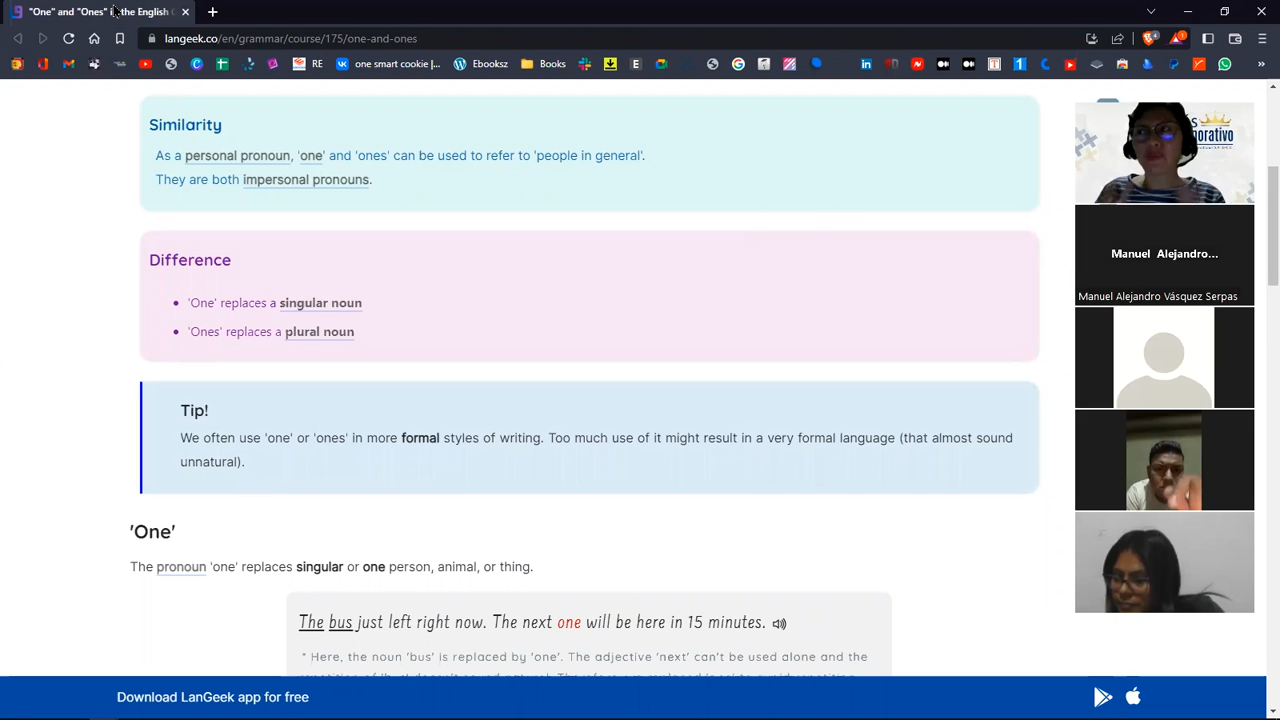 "One" and "Ones" in the English
langeek.co/en/grammar/course/175/one-and-ones
RE
one smart cookie |...
Ebooksz
Books
Similarity
As a personal pronoun, 'one' and 'ones' can be used to refer to 'people in general'.
They are both impersonal pronouns.
Difference
'One' replaces a singular noun
'Ones' replaces a plural noun
Tip!
We often use 'one' or 'ones' in more formal styles of writing. Too much use of it might result in a very formal language (that almost sound
unnatural).
'One'
The pronoun 'one' replaces singular or one person, animal, or thing.
The bus just left right now. The next one will be here in 15 minutes.
* Here, the noun 'bus' is replaced by 'one'. The adjective 'next' can't be used alone and the
Download LanGeek app for free
Manuel Alejandro...
Manuel Alejandro Vásquez Serpas